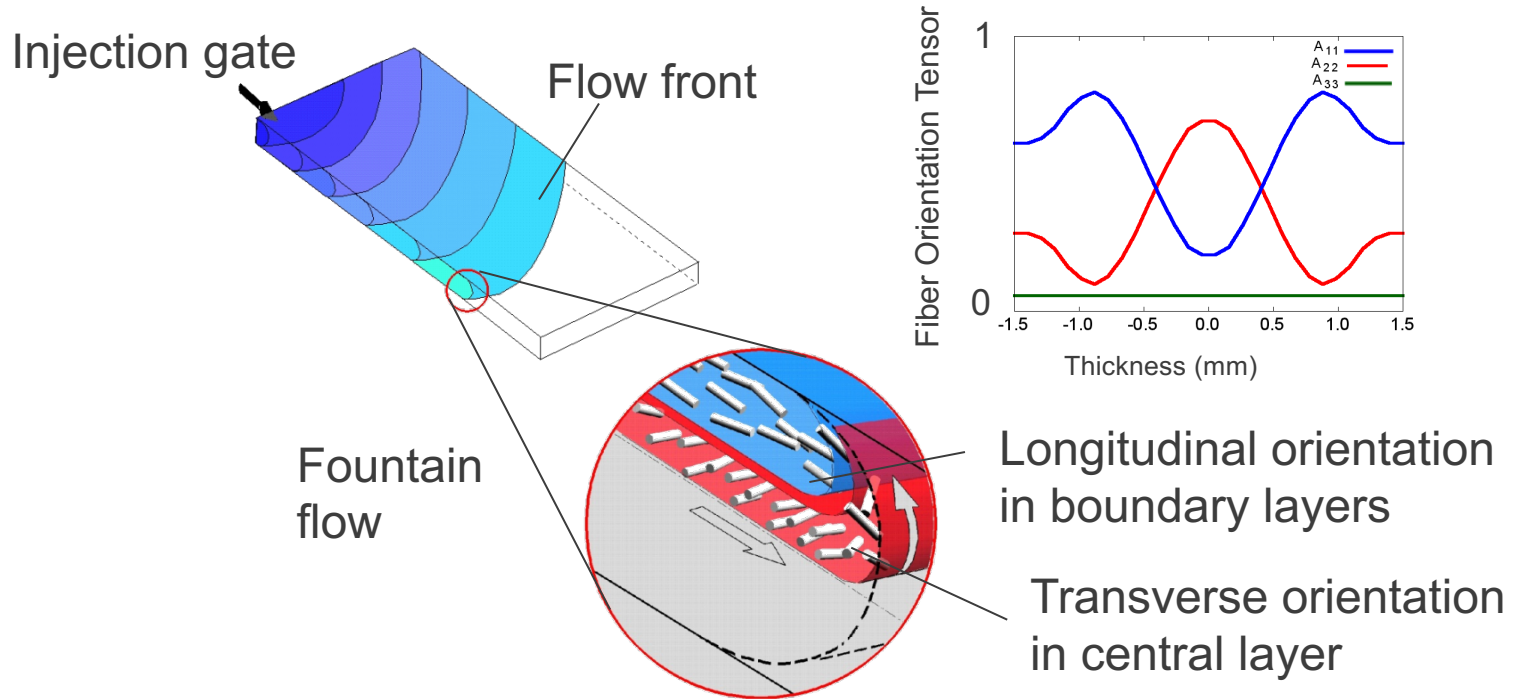 Injection gate
Flow front
Fountain
flow
Fiber Orientation Tensor
1
0
A11
A22
A33
-1.5
-1.0
-0.5
0.0
0.5
1.0
1.5
Thickness (mm)
Longitudinal orientation
in boundary layers
Transverse orientation
in central layer